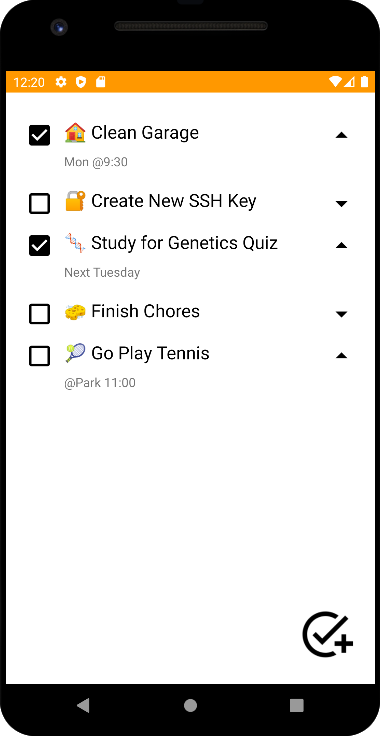 12:20
🏠 Clean Garage
Mon @9:30
🔐 Create New SSH Key
🧬 Study for Genetics Quiz
Next Tuesday
🧽 Finish Chores
🎾 Go Play Tennis
@Park 11:00